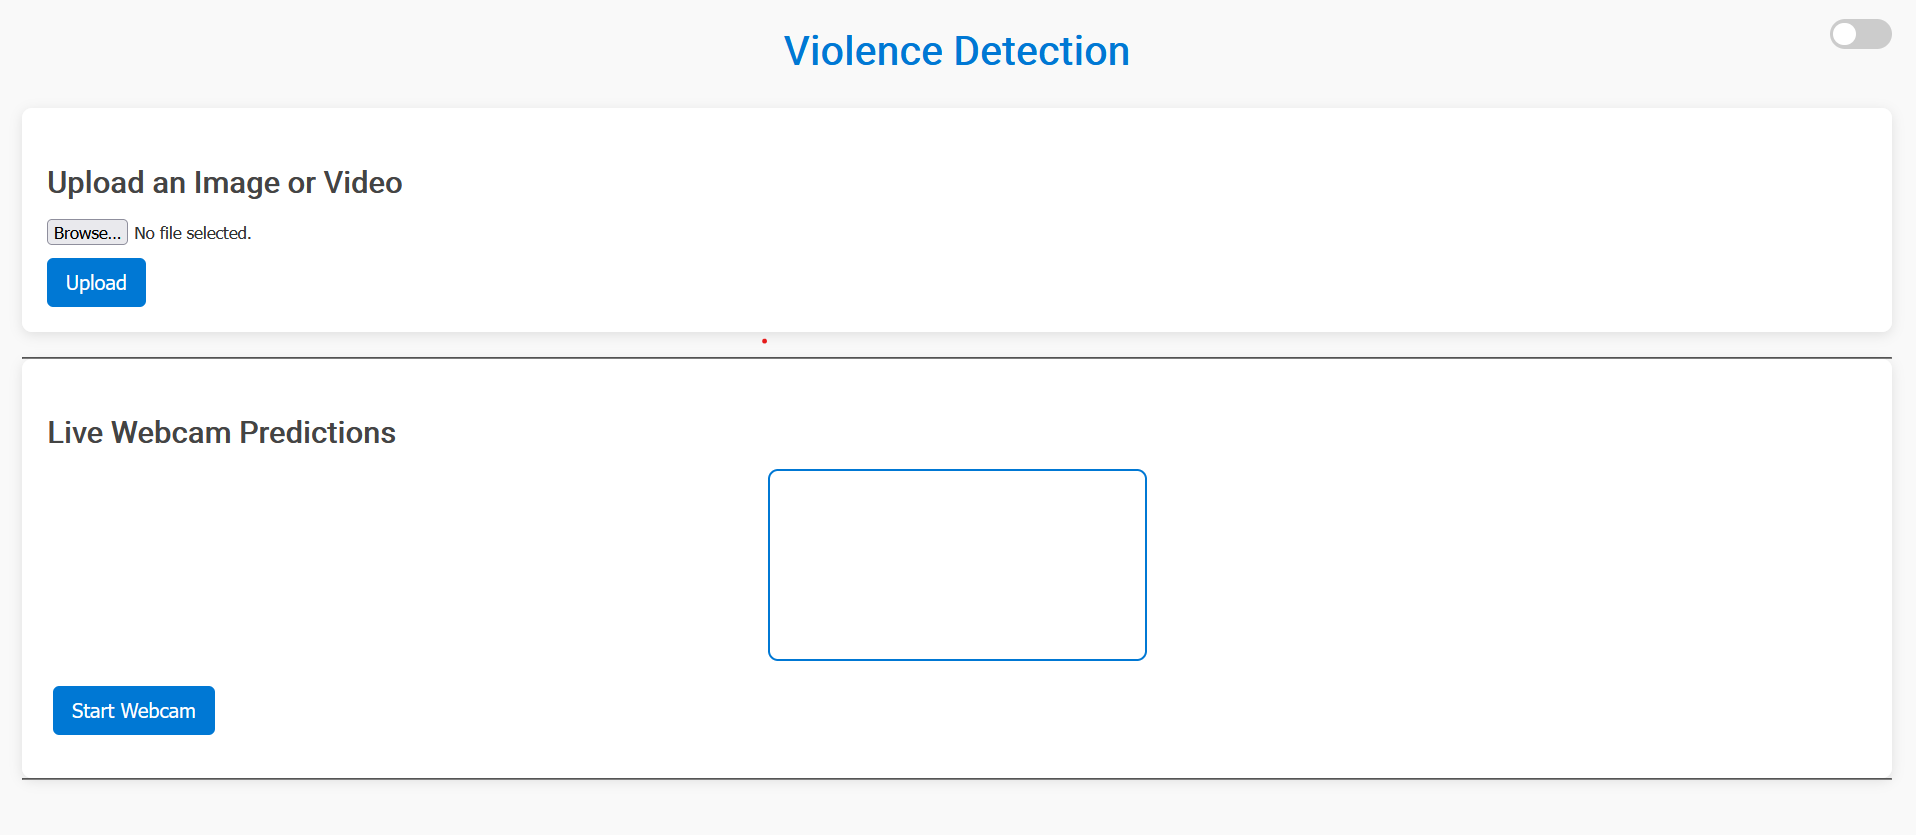 Violence Detection
Upload an Image or Video
Browse... No file selected.
Upload
Live Webcam Predictions
Start Webcam